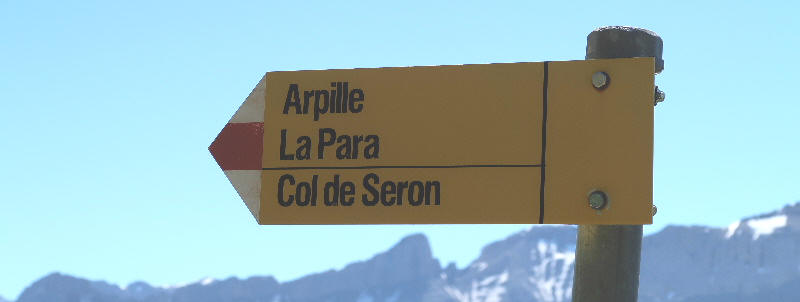 Arpille
La Para
Col de Seron